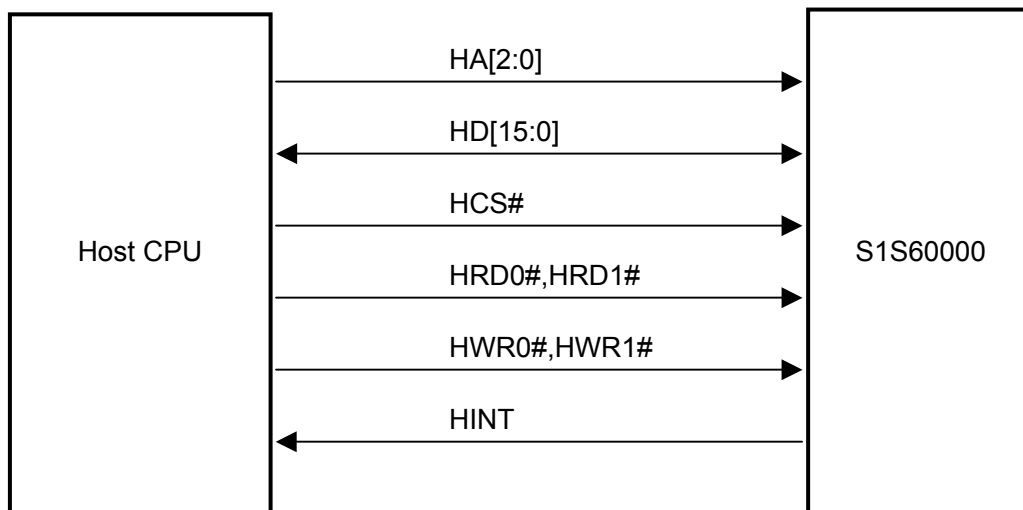 HA[2:0]
HD[15:0]
HCS#
Host CPU
S1S60000
HRD0#,HRD1#
HWR0#,HWR1#
HINT